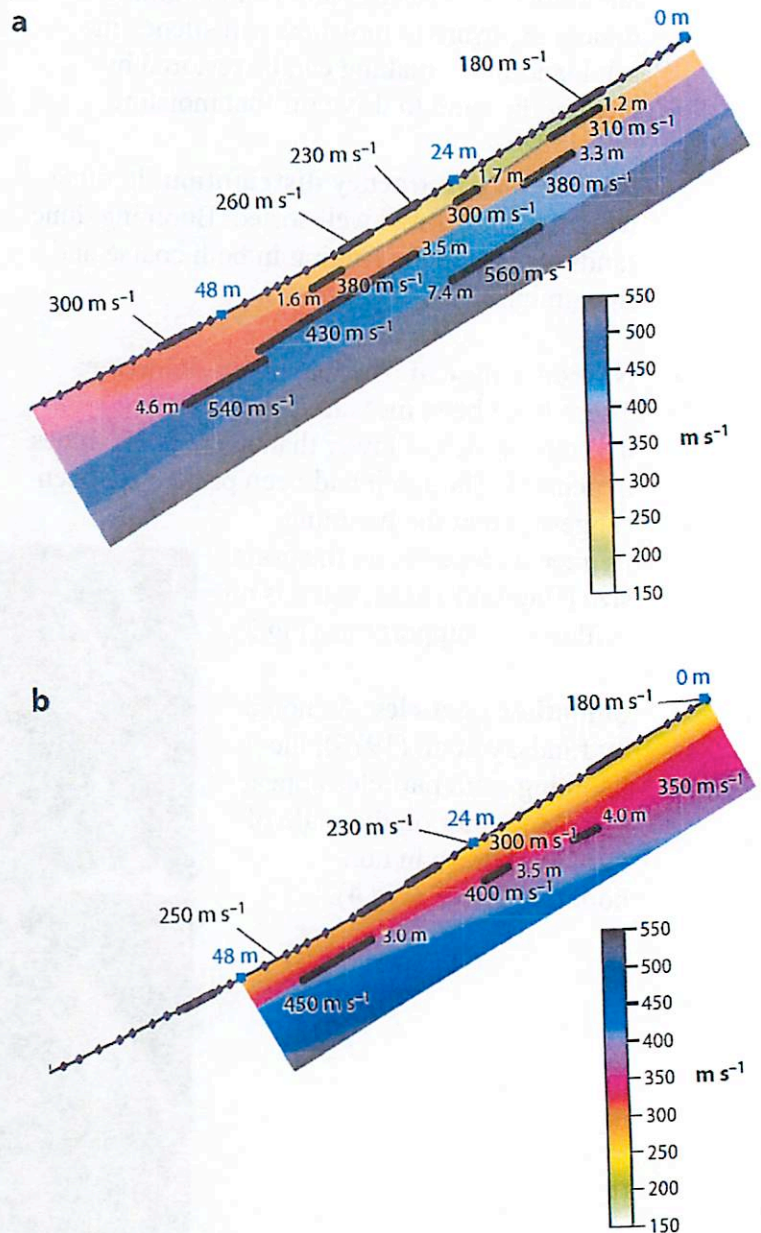 a
0 m
180 m s⁻¹
1.2 m
310 m s⁻¹
230 m s⁻¹
24 m
3.3 m
1.7 m
380 m s⁻¹
260 m s⁻¹
300 m s⁻¹
3.5 m
48 m
560 m s⁻¹
300 m s⁻¹
1.6 m
380 m s⁻¹
7.4 m
430 m s⁻¹
4.6 m
540 m s⁻¹
550
500
450
400
350
300
250
200
150
m s⁻¹
b
0 m
180 m s⁻¹
350 m s⁻¹
24 m
4.0 m
230 m s⁻¹
300 m s⁻¹
3.5 m
400 m s⁻¹
250 m s⁻¹
3.0 m
48 m
450 m s⁻¹
550
500
450
400
350
300
250
200
150
m s⁻¹